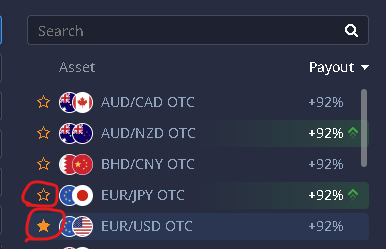 Search
Asset Payout
AUD/CAD OTC +92%
AUD/NZD OTC +92%
BHD/CNY OTC +92%
EUR/JPY OTC +92%
EUR/USD OTC +92%